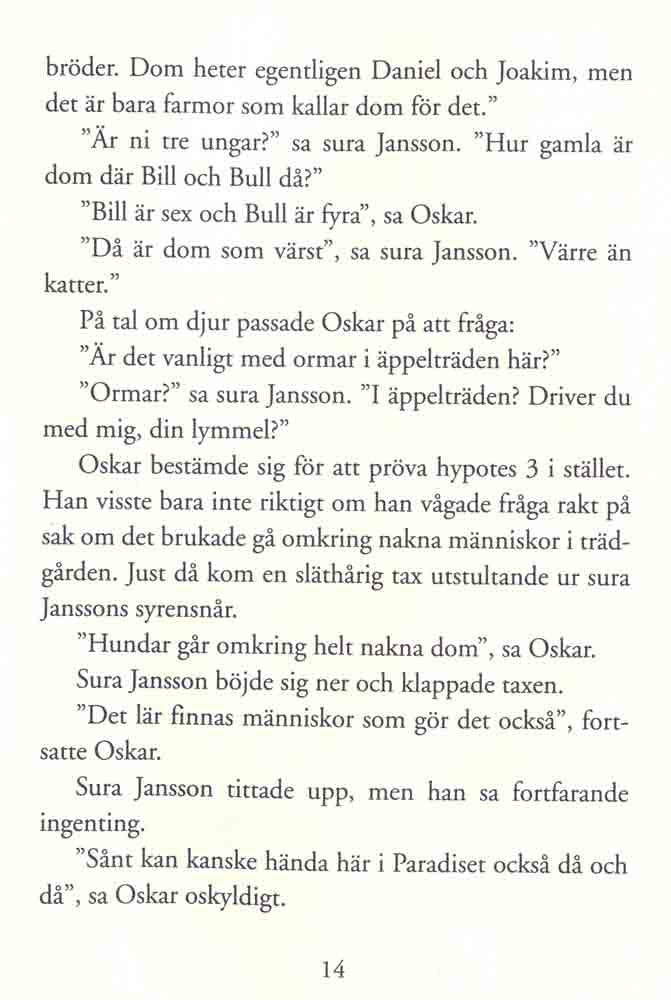 bröder. Dom heter egentligen Daniel och Joakim, men
det är bara farmor som kallar dom för det.”
”Är ni tre ungar?” sa sura Jansson. ”Hur gamla är
dom där Bill och Bull då?”
”Bill är sex och Bull är fyra”, sa Oskar.
”Då är dom som värst”, sa sura Jansson. ”Värre än
katter.”
På tal om djur passade Oskar på att fråga:
”Är det vanligt med ormar i äppelträden här?”
”Ormar?” sa sura Jansson. ”I äppelträden? Driver du
med mig, din lymmel?”
Oskar bestämde sig för att pröva hypotes 3 i stället.
Han visste bara inte riktigt om han vågade fråga rakt på
sak om det brukade gå omkring nakna människor i träd-
gården. Just då kom en släthårig tax utstultande ur sura
Janssons syrensnår.
”Hundar går omkring helt nakna dom”, sa Oskar.
Sura Jansson böjde sig ner och klappade taxen.
”Det lär finnas människor som gör det också”, fort-
satte Oskar.
Sura Jansson tittade upp, men han sa fortfarande
ingenting.
”Sånt kan kanske hända här i Paradiset också då och
då”, sa Oskar oskyldigt.
14